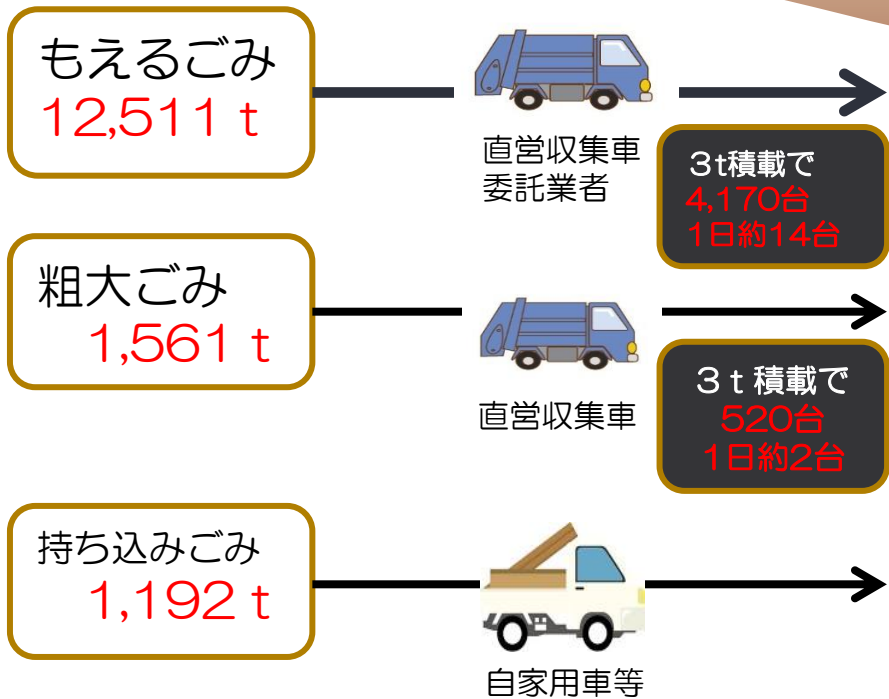 もえるごみ
12,511 t
直営収集車
委託業者
3t積載で
4,170台
1日約14台
粗大ごみ
1,561 t
直営収集車
3 t 積載で
520台
1日約2台
持ち込みごみ
1,192 t
自家用車等